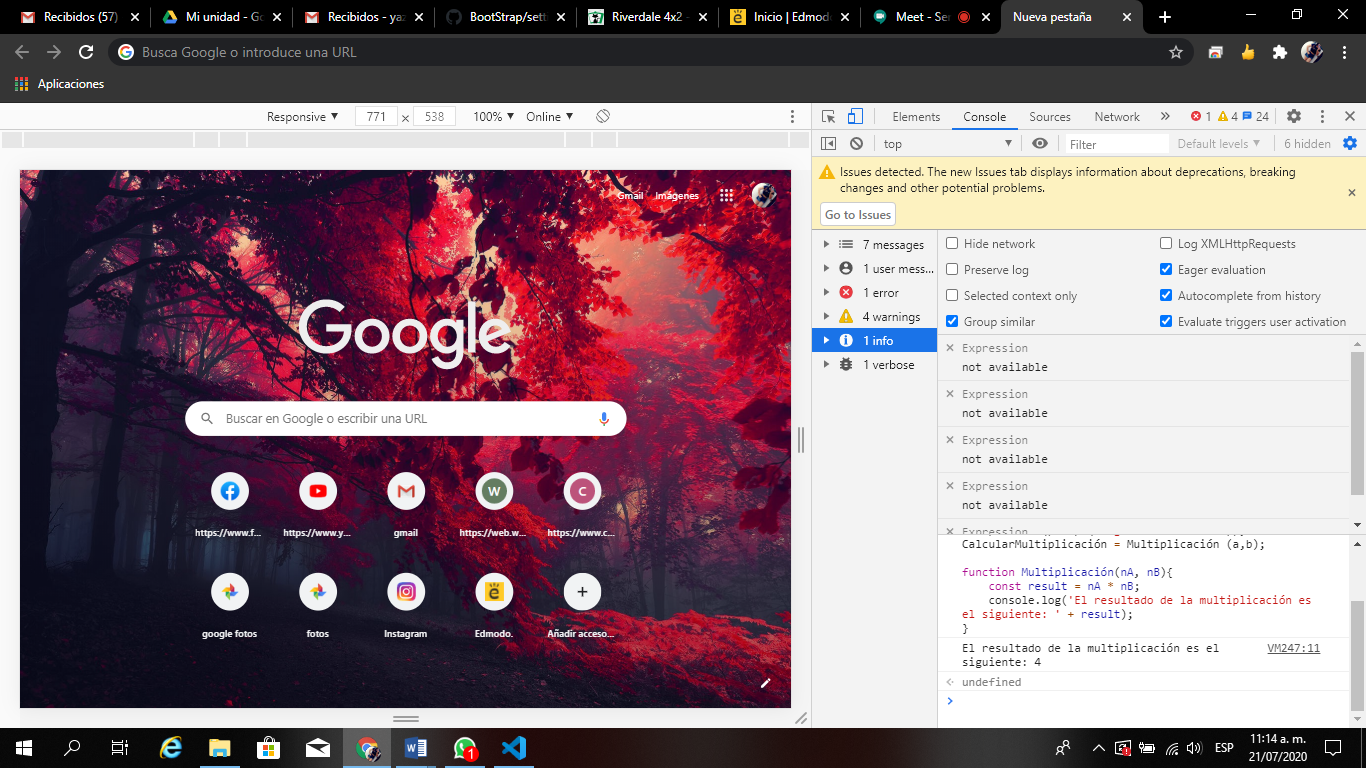 Recibidos (57)
Mi unidad - Go
Recibidos - yaz
BootStrap/sett
Riverdale 4x2 -
Inicio | Edmodo
Meet - Ser
Nueva pestaña
Busca Google o introduce una URL
Aplicaciones
Responsive ▼ 771 × 538 100% ▼ Online ▼
Elements Console Sources Network » 1 4 24
top ▼ Filter Default levels ▼ 6 hidden
Issues detected. The new Issues tab displays information about deprecations, breaking
changes and other potential problems.
Go to Issues
Gmail Imágenes
Google
Buscar en Google o escribir una URL
https://www.f...
https://www.y...
gmail
W
https://web.w...
C
https://www.c...
google fotos
fotos
Instagram
Edmodo.
Añadir acceso...
7 messages
1 user mess...
1 error
4 warnings
1 info
1 verbose
Hide network
Log XMLHttpRequests
Preserve log
Eager evaluation
Selected context only
Autocomplete from history
Group similar
Evaluate triggers user activation
Expression
not available
Expression
not available
Expression
not available
Expression
not available
Expression
CalcularMultiplicación = Multiplicación (a,b);
function Multiplicación(nA, nB){
const result = nA * nB;
console.log('El resultado de la multiplicación es
el siguiente: ' + result);
}
El resultado de la multiplicación es el
siguiente: 4
VM247:11
undefined
1
ESP
11:14 a. m.
21/07/2020